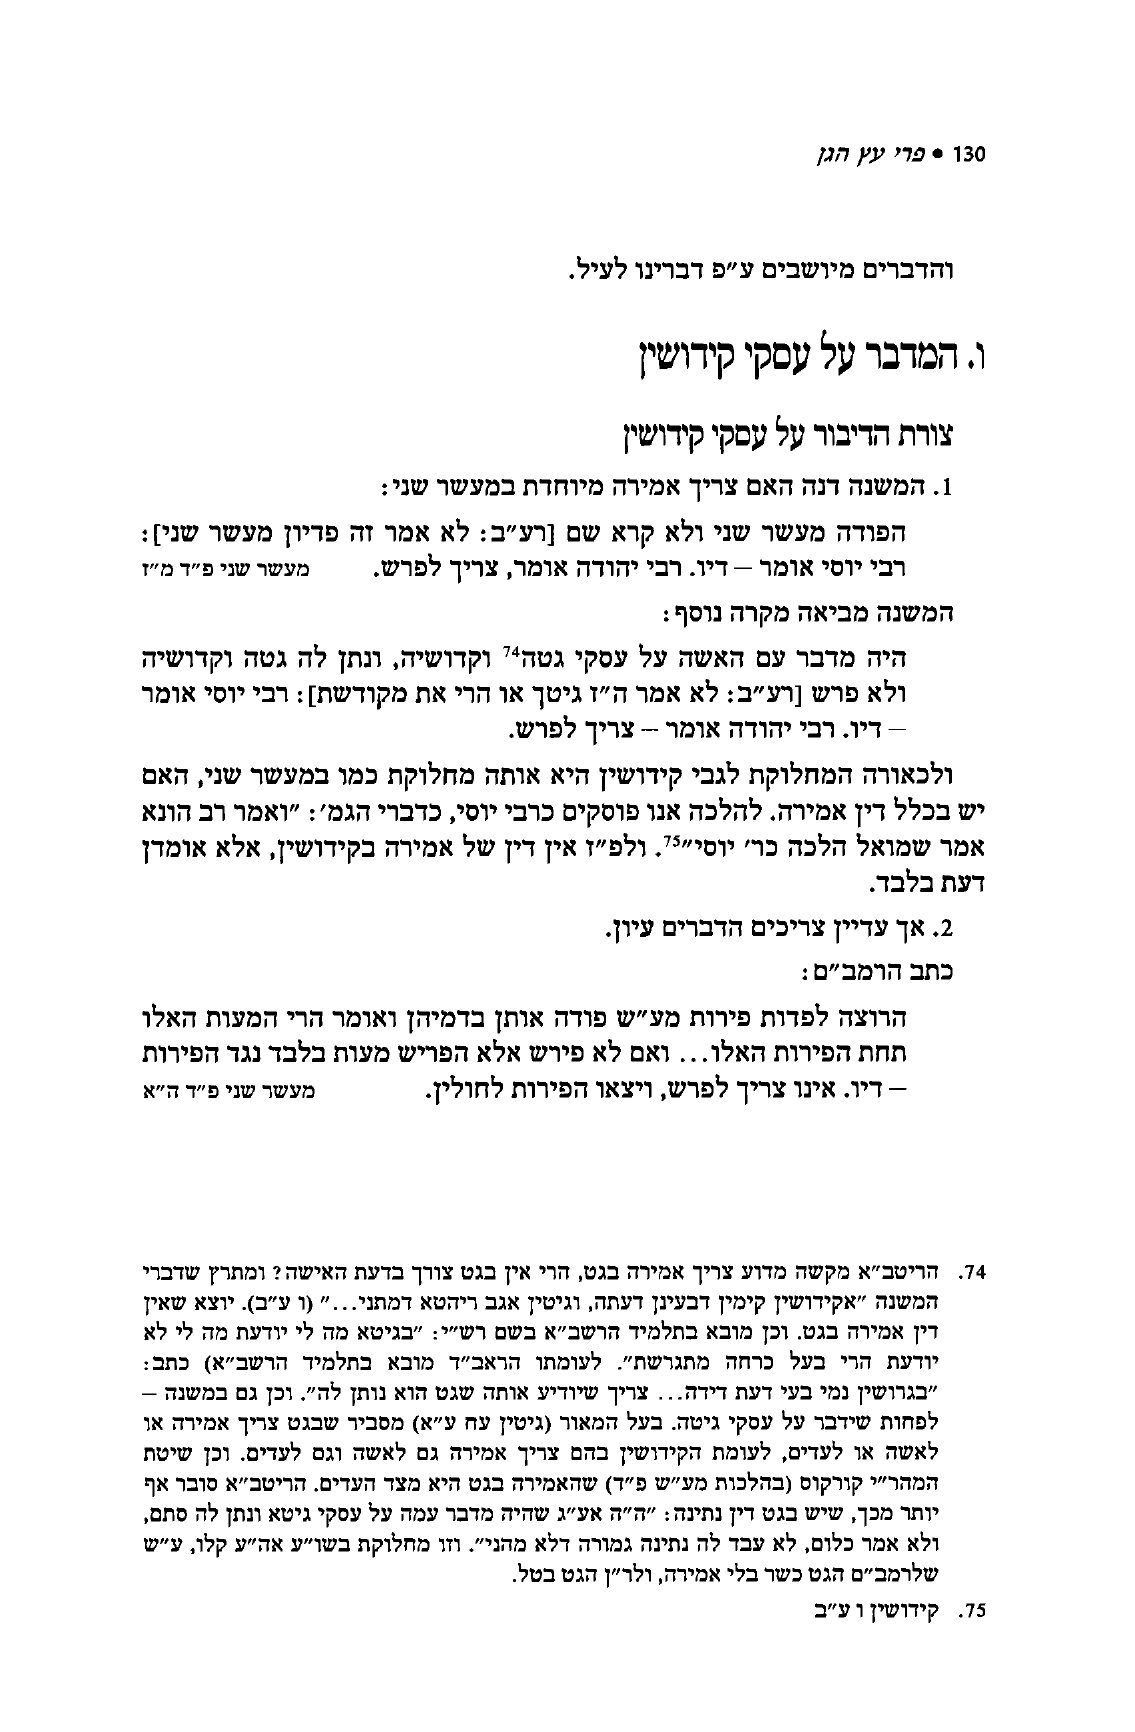 130 • פרי עץ הגן
והדברים מיושבים ע"פ דברינו לעיל.
ו. המדבר על עסקי קידושין
צורת הדיבור על עסקי קידושין
1. המשנה דנה האם צריך אמירה מיוחדת במעשר שני:
הפודה מעשר שני ולא קרא שם [רע"ב: לא אמר זה פדיון מעשר שני]:
רבי יוסי אומר – דיו. רבי יהודה אומר, צריך לפרש. מעשר שני פ"ד מ"ז
המשנה מביאה מקרה נוסף:
היה מדבר עם האשה על עסקי גטה74 וקדושיה, ונתן לה גטה וקדושיה
ולא פרש [רע"ב: לא אמר ה"ז גיטך או הרי את מקודשת]: רבי יוסי אומר
– דיו. רבי יהודה אומר – צריך לפרש.
ולכאורה המחלוקת לגבי קידושין היא אותה מחלוקת כמו במעשר שני, האם
יש בכלל דין אמירה. להלכה אנו פוסקים כרבי יוסי, כדברי הגמ': "ואמר רב הונא
אמר שמואל הלכה כר' יוסי"75. ולפ"ז אין דין של אמירה בקידושין, אלא אומדן
דעת בלבד.
2. אך עדיין צריכים הדברים עיון.
כתב הרמב"ם:
הרוצה לפדות פירות מע"ש פודה אותן בדמיהן ואומר הרי המעות האלו
תחת הפירות האלו... ואם לא פירש אלא הפריש מעות בלבד נגד הפירות
– דיו. אינו צריך לפרש, ויצאו הפירות לחולין. מעשר שני פ"ד ה"א
74. הריטב"א מקשה מדוע צריך אמירה בגט, הרי אין בגט צורך בדעת האישה? ומתרץ שדברי
המשנה "אקידושין קימין דבעינן דעתה, וגיטין אגב ריהטא דמתני..." (ו ע"ב). יוצא שאין
דין אמירה בגט. וכן מובא בתלמיד הרשב"א בשם רש"י: "בגיטא מה לי יודעת מה לי לא
יודעת הרי בעל כרחה מתגרשת". לעומתו הראב"ד מובא בתלמיד הרשב"א) כתב:
"בגרושין נמי בעי דעת דידה... צריך שיודיע אותה שגט הוא נותן לה". וכן גם במשנה –
לפחות שידבר על עסקי גיטה. בעל המאור (גיטין עח ע"א) מסביר שבגט צריך אמירה או
לאשה או לעדים, לעומת הקידושין בהם צריך אמירה גם לאשה וגם לעדים. וכן שיטת
המהר"י קורקוס (בהלכות מע"ש פ"ד) שהאמירה בגט היא מצד העדים. הריטב"א סובר אף
יותר מכך, שיש בגט דין נתינה: "ה"ה אע"ג שהיה מדבר עמה על עסקי גיטא ונתן לה סתם,
ולא אמר כלום, לא עבד לה נתינה גמורה דלא מהני". וזו מחלוקת בשו"ע אה"ע קלו, ע"ש
שלרמב"ם הגט כשר בלי אמירה, ולר"ן הגט בטל.
75. קידושין ו ע"ב